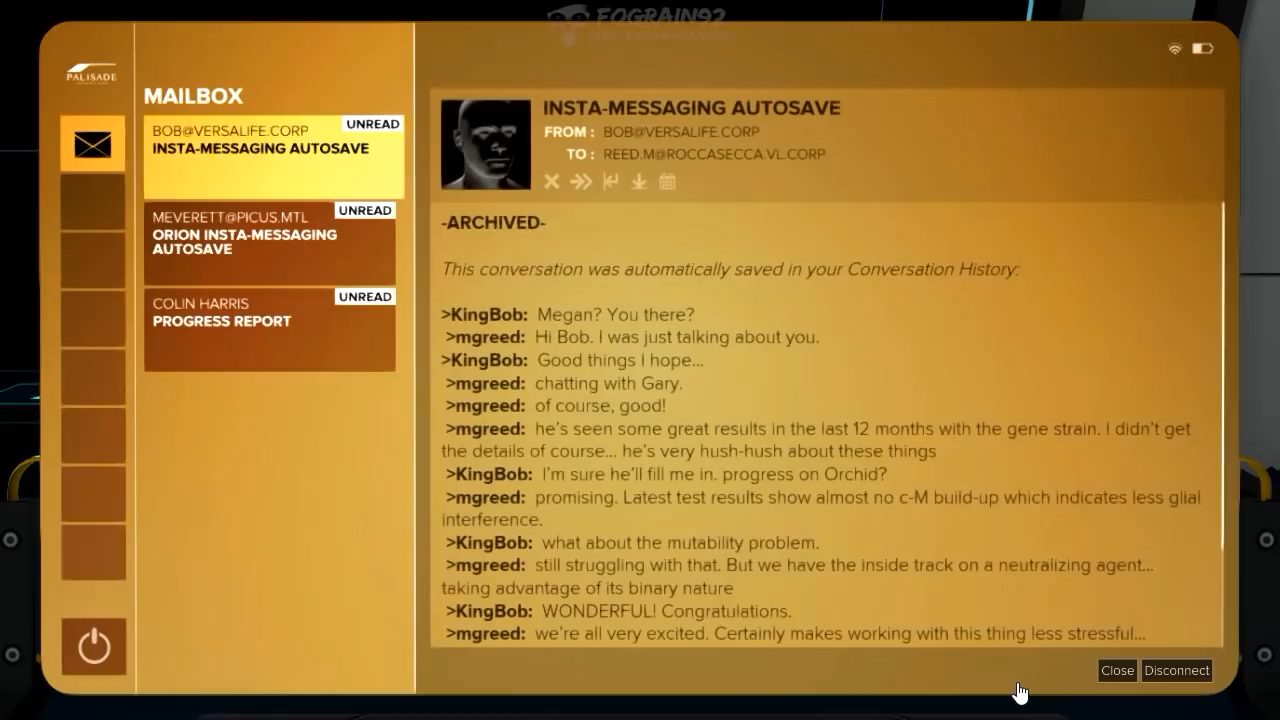 FOGRAIN92
PALISADE
MAILBOX
BOB@VERSALIFE.CORP
UNREAD
INSTA-MESSAGING AUTOSAVE
MEVERETT@PICUS.MTL
UNREAD
ORION INSTA-MESSAGING
AUTOSAVE
COLIN HARRIS
UNREAD
PROGRESS REPORT
INSTA-MESSAGING AUTOSAVE
FROM : BOB@VERSALIFE.CORP
TO : REED.M@ROCCASECCA.VL.CORP
-ARCHIVED-
This conversation was automatically saved in your Conversation History:
>KingBob: Megan? You there?
>mgreed: Hi Bob. I was just talking about you.
>KingBob: Good things I hope...
>mgreed: chatting with Gary.
>mgreed: of course, good!
>mgreed: he's seen some great results in the last 12 months with the gene strain. I didn't get
the details of course... he's very hush-hush about these things
>KingBob: I'm sure he'll fill me in. progress on Orchid?
>mgreed: promising. Latest test results show almost no c-M build-up which indicates less glial
interference.
>KingBob: what about the mutability problem.
>mgreed: still struggling with that. But we have the inside track on a neutralizing agent...
taking advantage of its binary nature
>KingBob: WONDERFUL! Congratulations.
>mgreed: we're all very excited. Certainly makes working with this thing less stressful...
Close
Disconnect